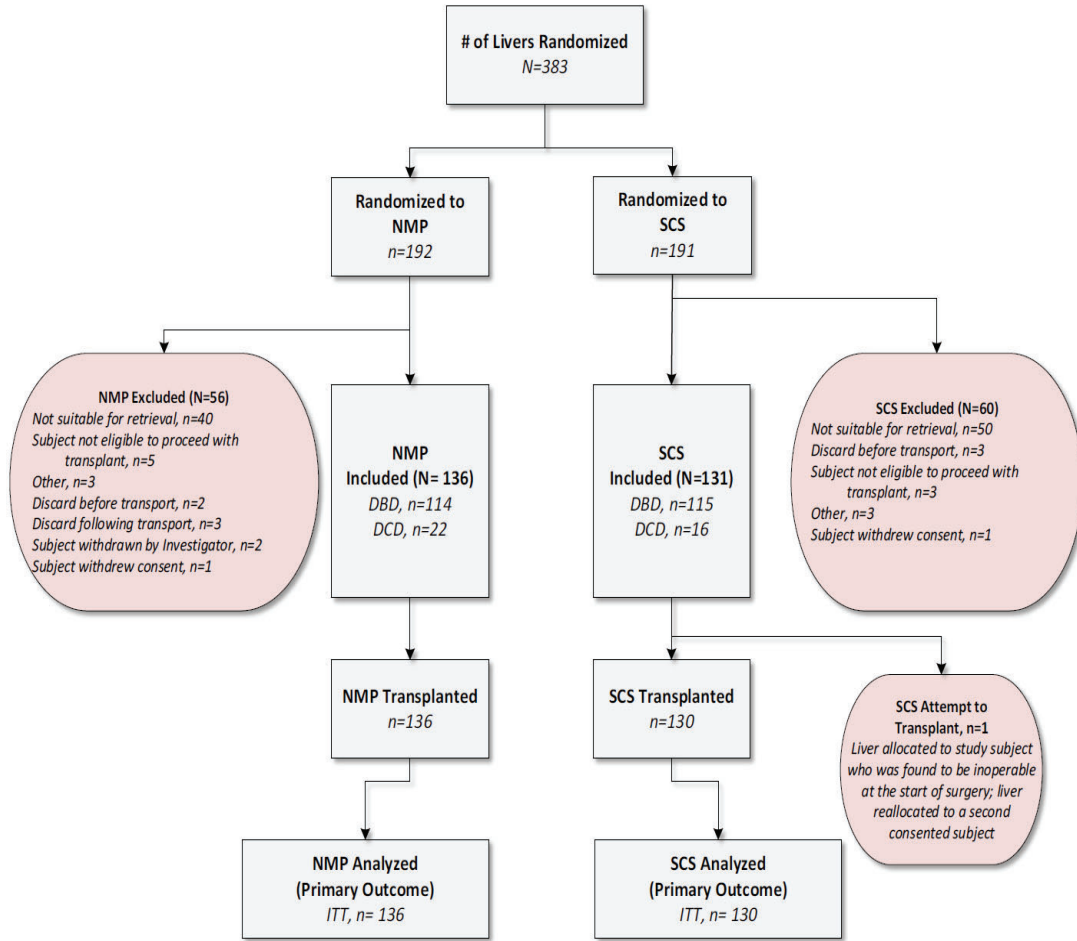 # of Livers Randomized
N=383
Randomized to
NMP
n=192
Randomized to
SCS
n=191
NMP Excluded (N=56)
Not suitable for retrieval, n=40
Subject not eligible to proceed with
transplant, n=5
Other, n=3
Discard before transport, n=2
Discard following transport, n=3
Subject withdrawn by Investigator, n=2
Subject withdrew consent, n=1
NMP
Included (N= 136)
DBD, n=114
DCD, n=22
SCS
Included (N=131)
DBD, n=115
DCD, n=16
SCS Excluded (N=60)
Not suitable for retrieval, n=50
Discard before transport, n=3
Subject not eligible to proceed with
transplant, n=3
Other, n=3
Subject withdrew consent, n=1
NMP Transplanted
n=136
SCS Transplanted
n=130
SCS Attempt to
Transplant, n=1
Liver allocated to study subject
who was found to be inoperable
at the start of surgery; liver
reallocated to a second
consented subject
NMP Analyzed
(Primary Outcome)
ITT, n= 136
SCS Analyzed
(Primary Outcome)
ITT, n= 130